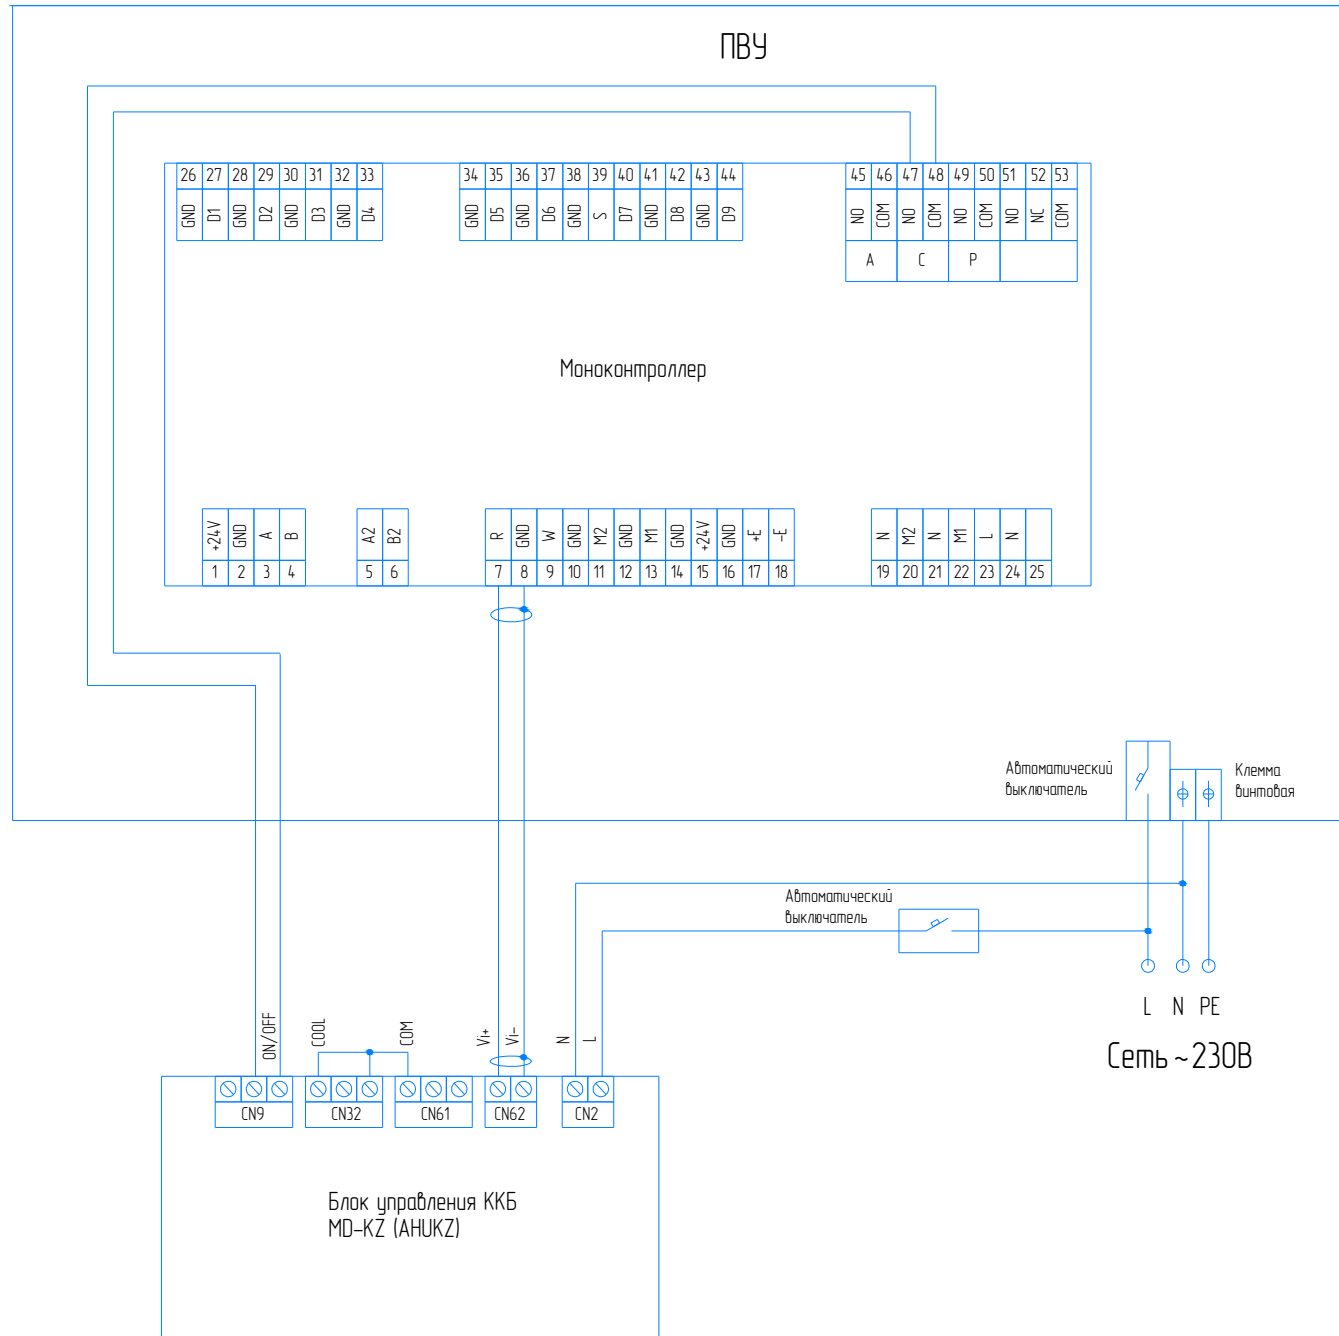 ПВУ
26 27 28 29 30 31 32 33
GND D1 GND D2 GND D3 GND D4
34 35 36 37 38 39 40 41 42 43 44
GND D5 GND D6 GND S D7 GND D8 GND D9
45 46 47 48 49 50 51 52 53
NO COM NO COM NO COM NO NC COM
A C P
Моноконтроллер
+24V GND A B
1 2 3 4
A2 B2
5 6
R GND W GND M2 GND M1 GND +24V GND +E -E
7 8 9 10 11 12 13 14 15 16 17 18
N M2 N M1 L N
19 20 21 22 23 24 25
Автоматический
выключатель
Клемма
винтовая
Автоматический
выключатель
L N PE
Сеть ~230В
ON/OFF
COOL
COM
Vi+
Vi-
N
L
CN9 CN32 CN61 CN62 CN2
Блок управления ККБ
MD-KZ (AHUKZ)